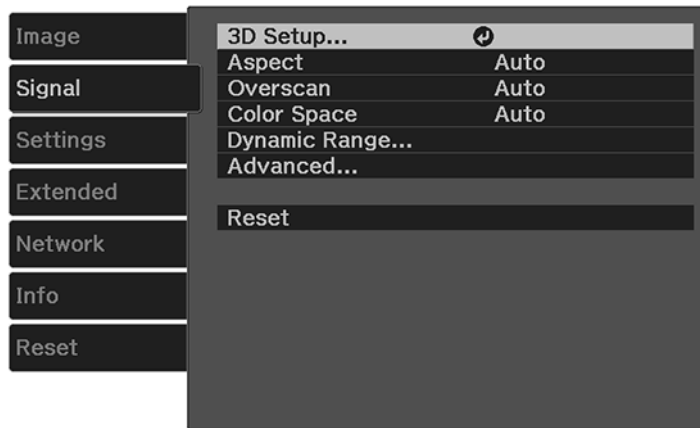 Image
Signal
Settings
Extended
Network
Info
Reset
3D Setup...
Aspect Auto
Overscan Auto
Color Space Auto
Dynamic Range...
Advanced...
Reset